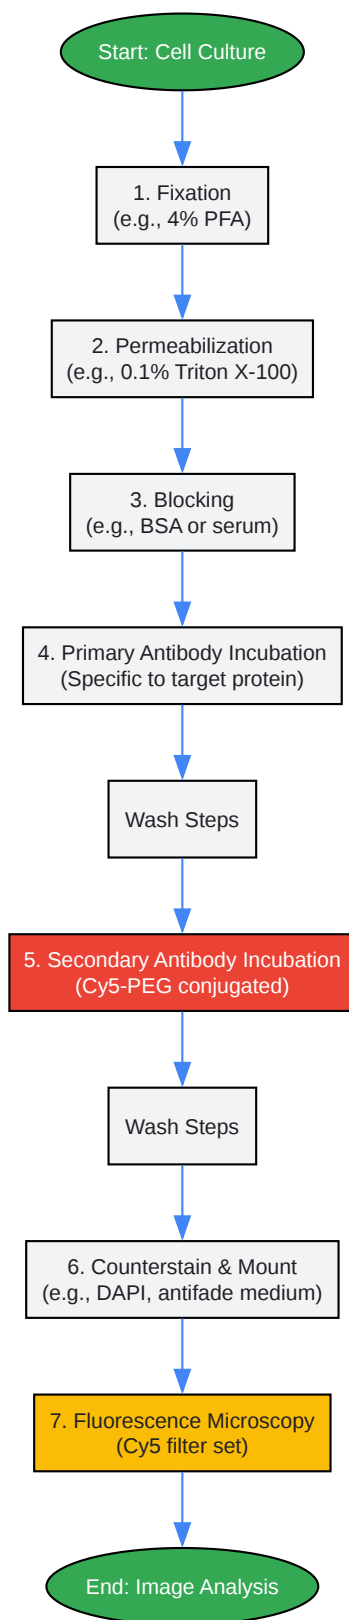 Start: Cell Culture
1. Fixation
(e.g., 4% PFA)
2. Permeabilization
(e.g., 0.1% Triton X-100)
3. Blocking
(e.g., BSA or serum)
4. Primary Antibody Incubation
(Specific to target protein)
Wash Steps
5. Secondary Antibody Incubation
(Cy5-PEG conjugated)
Wash Steps
6. Counterstain & Mount
(e.g., DAPI, antifade medium)
7. Fluorescence Microscopy
(Cy5 filter set)
End: Image Analysis